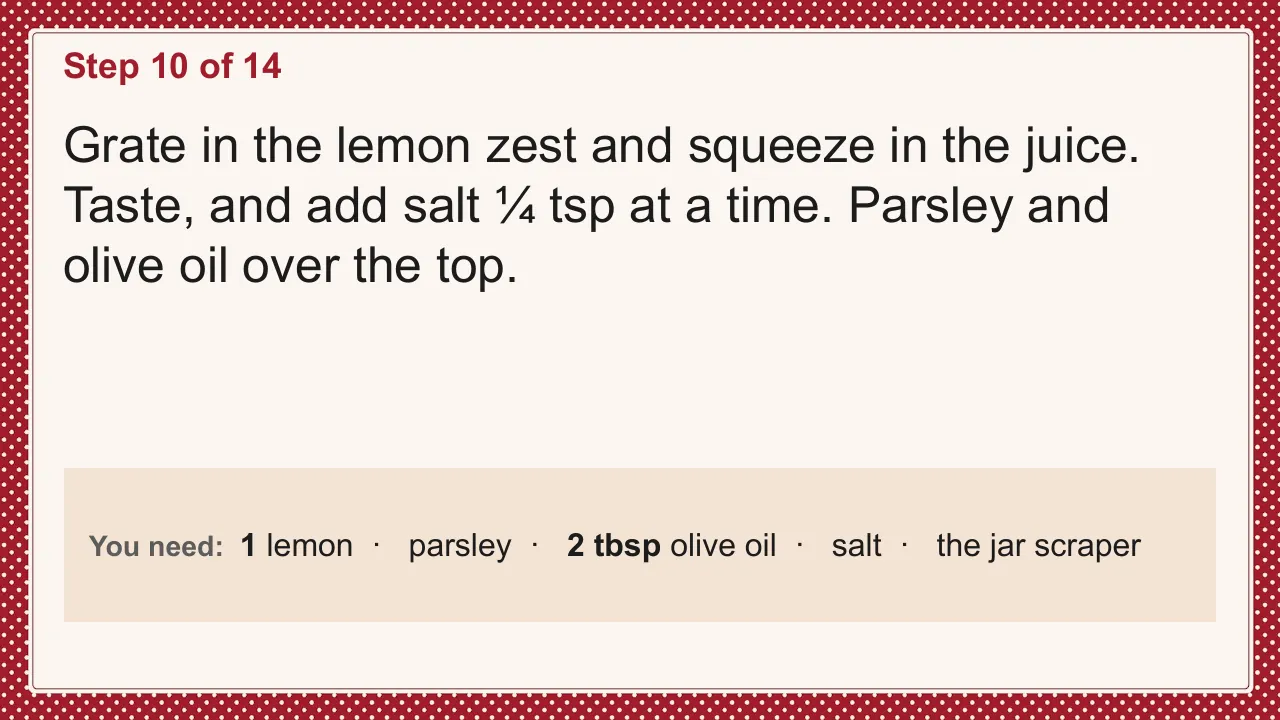 Step 10 of 14
Grate in the lemon zest and squeeze in the juice.
Taste, and add salt ¼ tsp at a time. Parsley and
olive oil over the top.
You need: 1 lemon · parsley · 2 tbsp olive oil · salt · the jar scraper